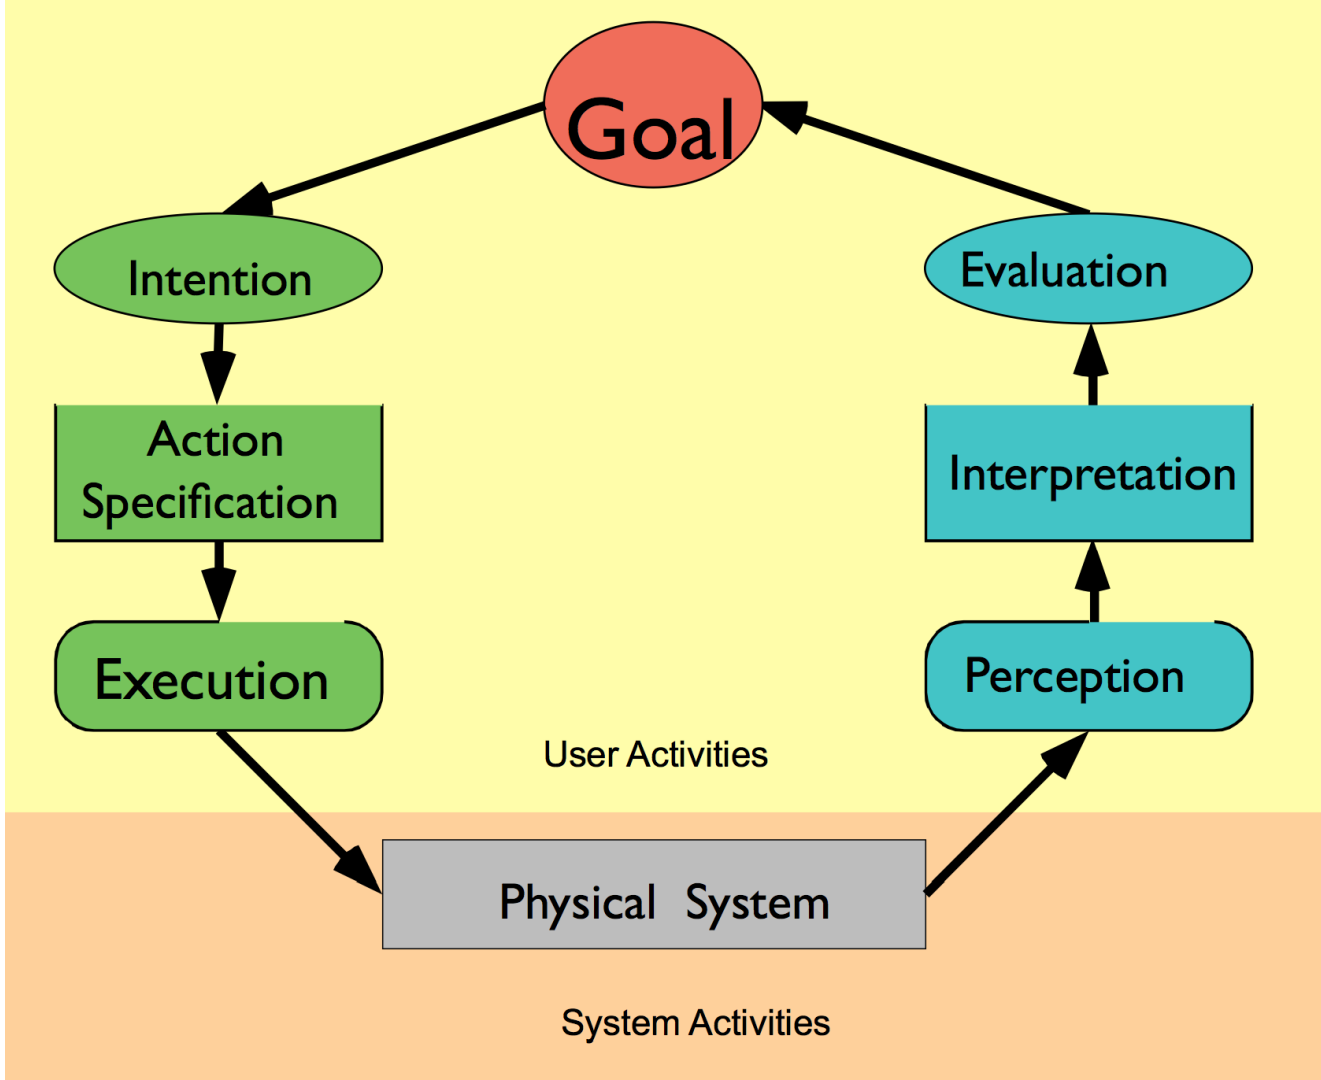 Goal
Intention
Evaluation
Action
Specification
Interpretation
Execution
Perception
User Activities
Physical System
System Activities